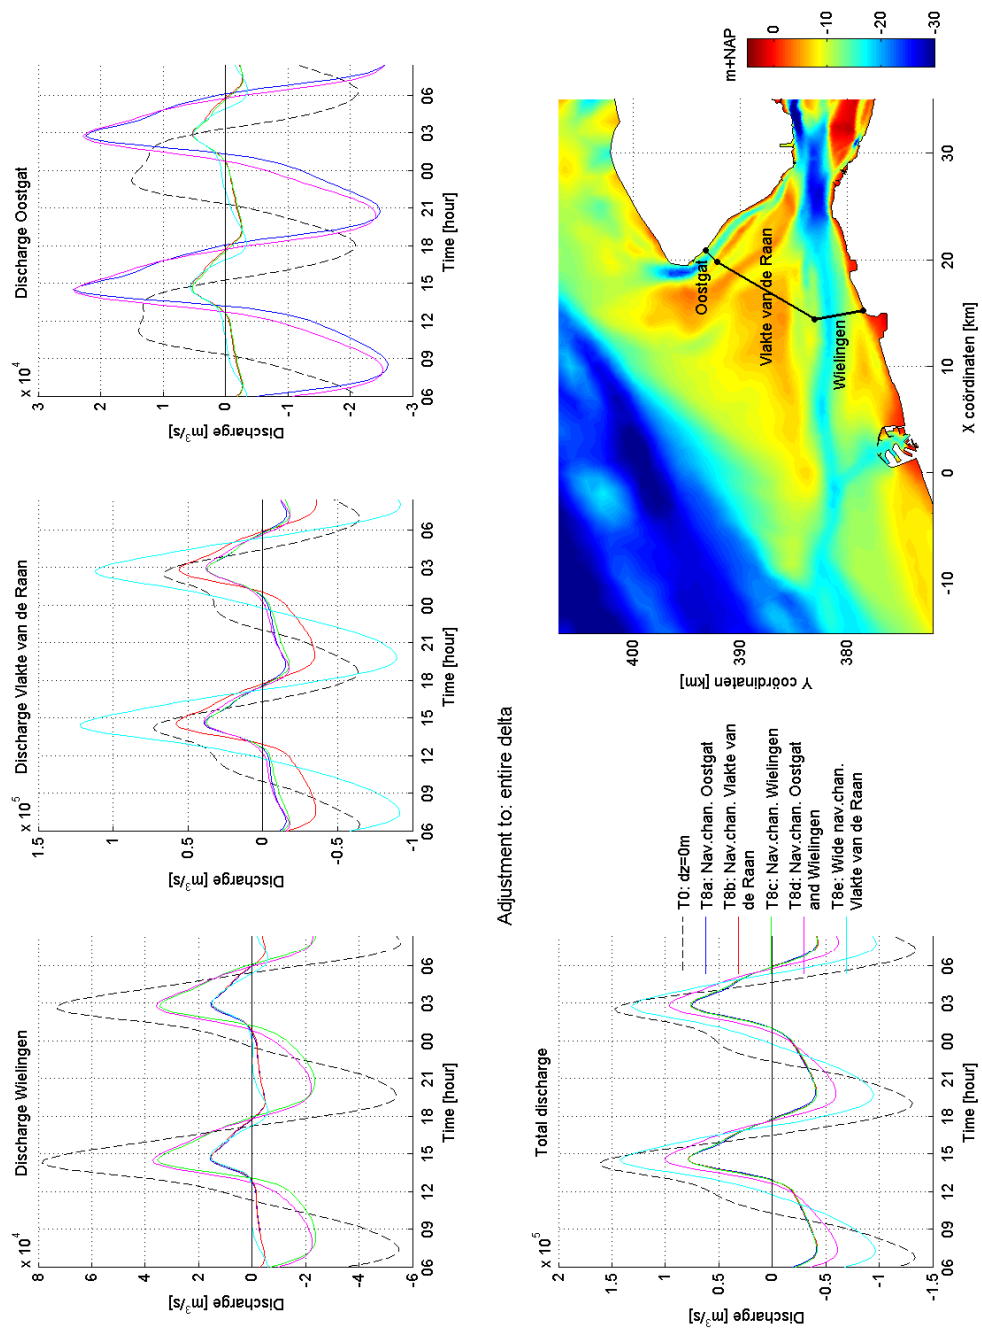 Discharge Wielingen
x 10⁴
8
6
4
2
0
-2
-4
-6
Discharge [m³/s]
06 09 12 15 18 21 00 03 06
Time [hour]
Discharge Vlakte van de Raan
x 10⁵
1.5
1
0.5
0
-0.5
-1
Discharge [m³/s]
06 09 12 15 18 21 00 03 06
Time [hour]
Discharge Oostgat
x 10⁴
3
2
1
0
-1
-2
-3
Discharge [m³/s]
06 09 12 15 18 21 00 03 06
Time [hour]
Adjustment to: entire delta
Total discharge
x 10⁵
2
1.5
1
0.5
0
-0.5
-1
-1.5
Discharge [m³/s]
06 09 12 15 18 21 00 03 06
Time [hour]
T0: dz=0m
T8a: Nav.chan. Oostgat
T8b: Nav.chan. Vlakte van
de Raan
T8c: Nav.chan. Wielingen
T8d: Nav.chan. Oostgat
and Wielingen
T8e: Wide nav.chan.
Vlakte van de Raan
400
390
380
Y coördinaten [km]
Oostgat
Vlakte van de Raan
Wielingen
-10 0 10 20 30
X coördinaten [km]
m+NAP
0
-10
-20
-30